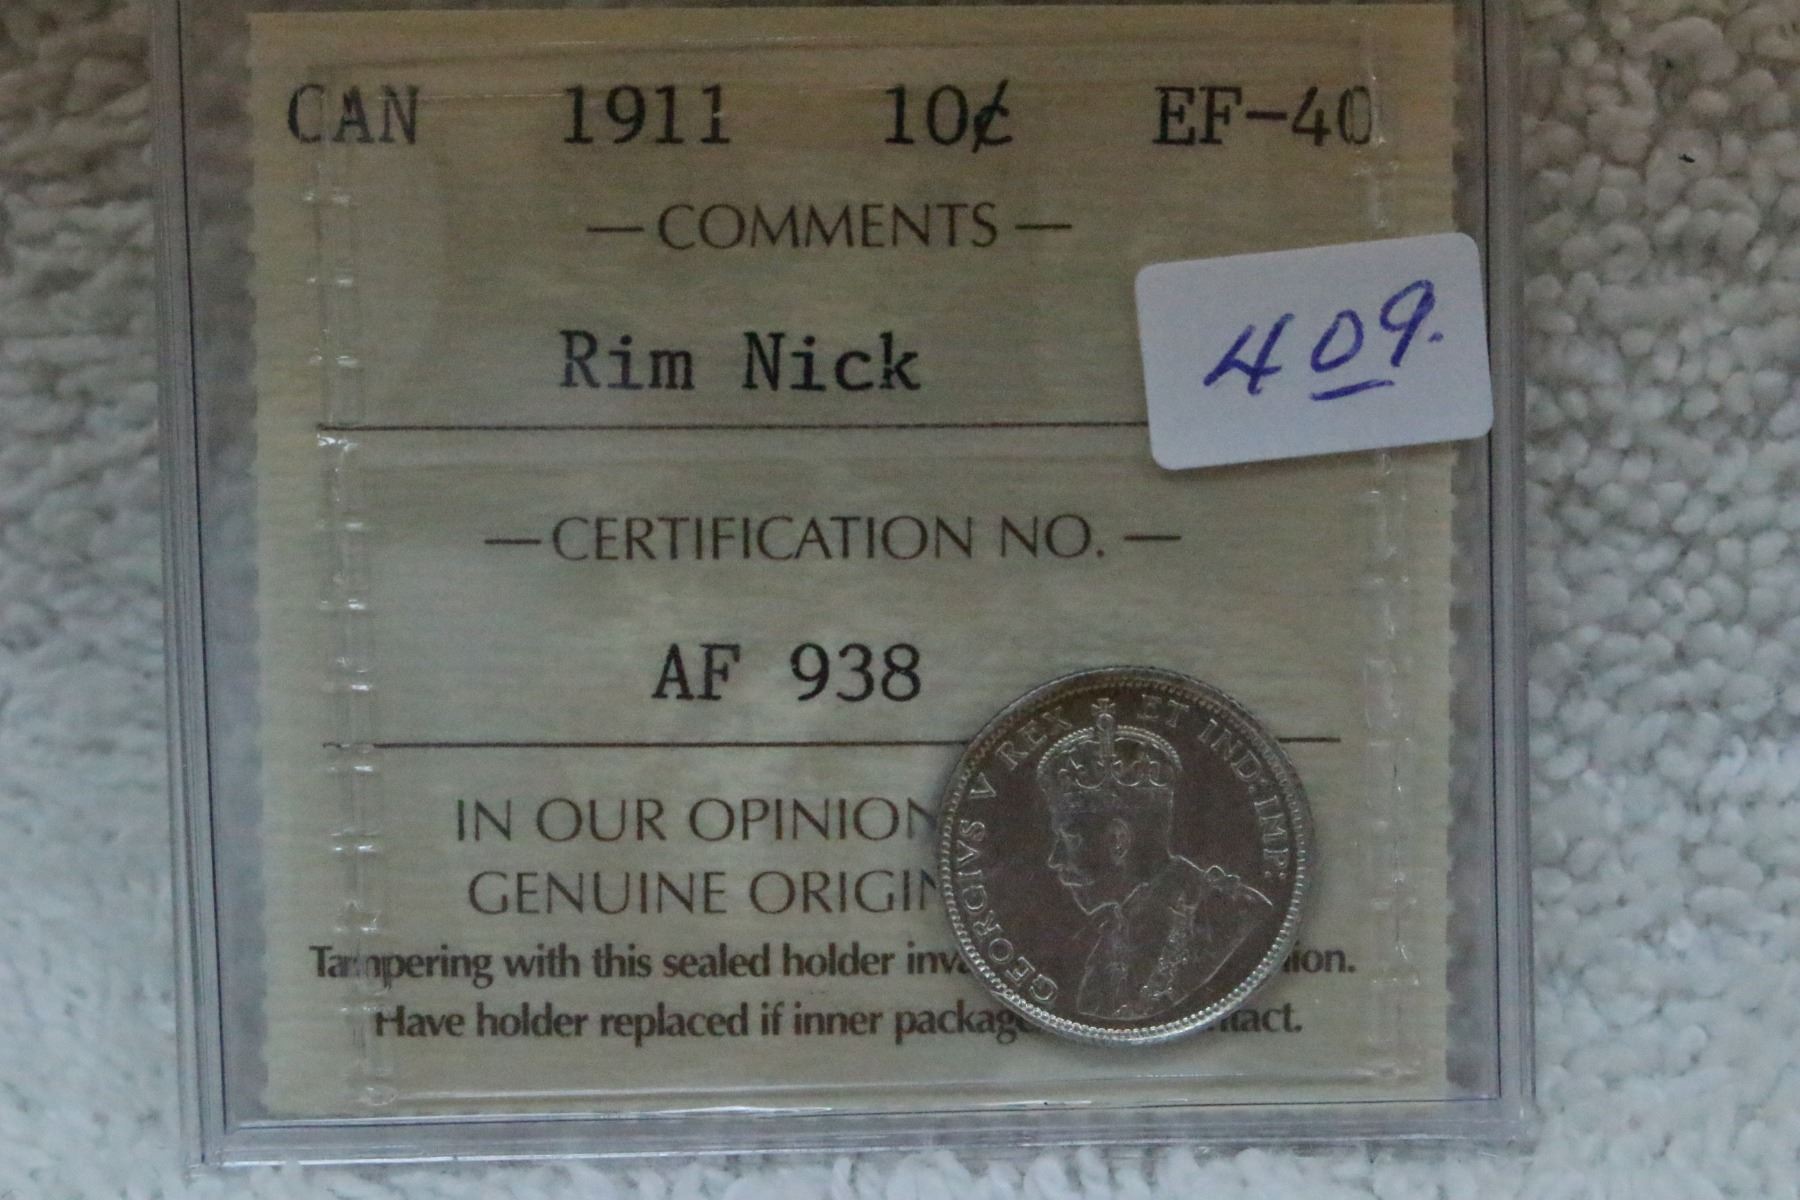 CAN 1911 10¢ EF-40
—COMMENTS—
Rim Nick
409.
—CERTIFICATION NO.—
AF 938
IN OUR OPINION
GENUINE ORIGIN
Tampering with this sealed holder inva ion.
Have holder replaced if inner package tact.
GEORGIVS V REX ET IND:IMP: